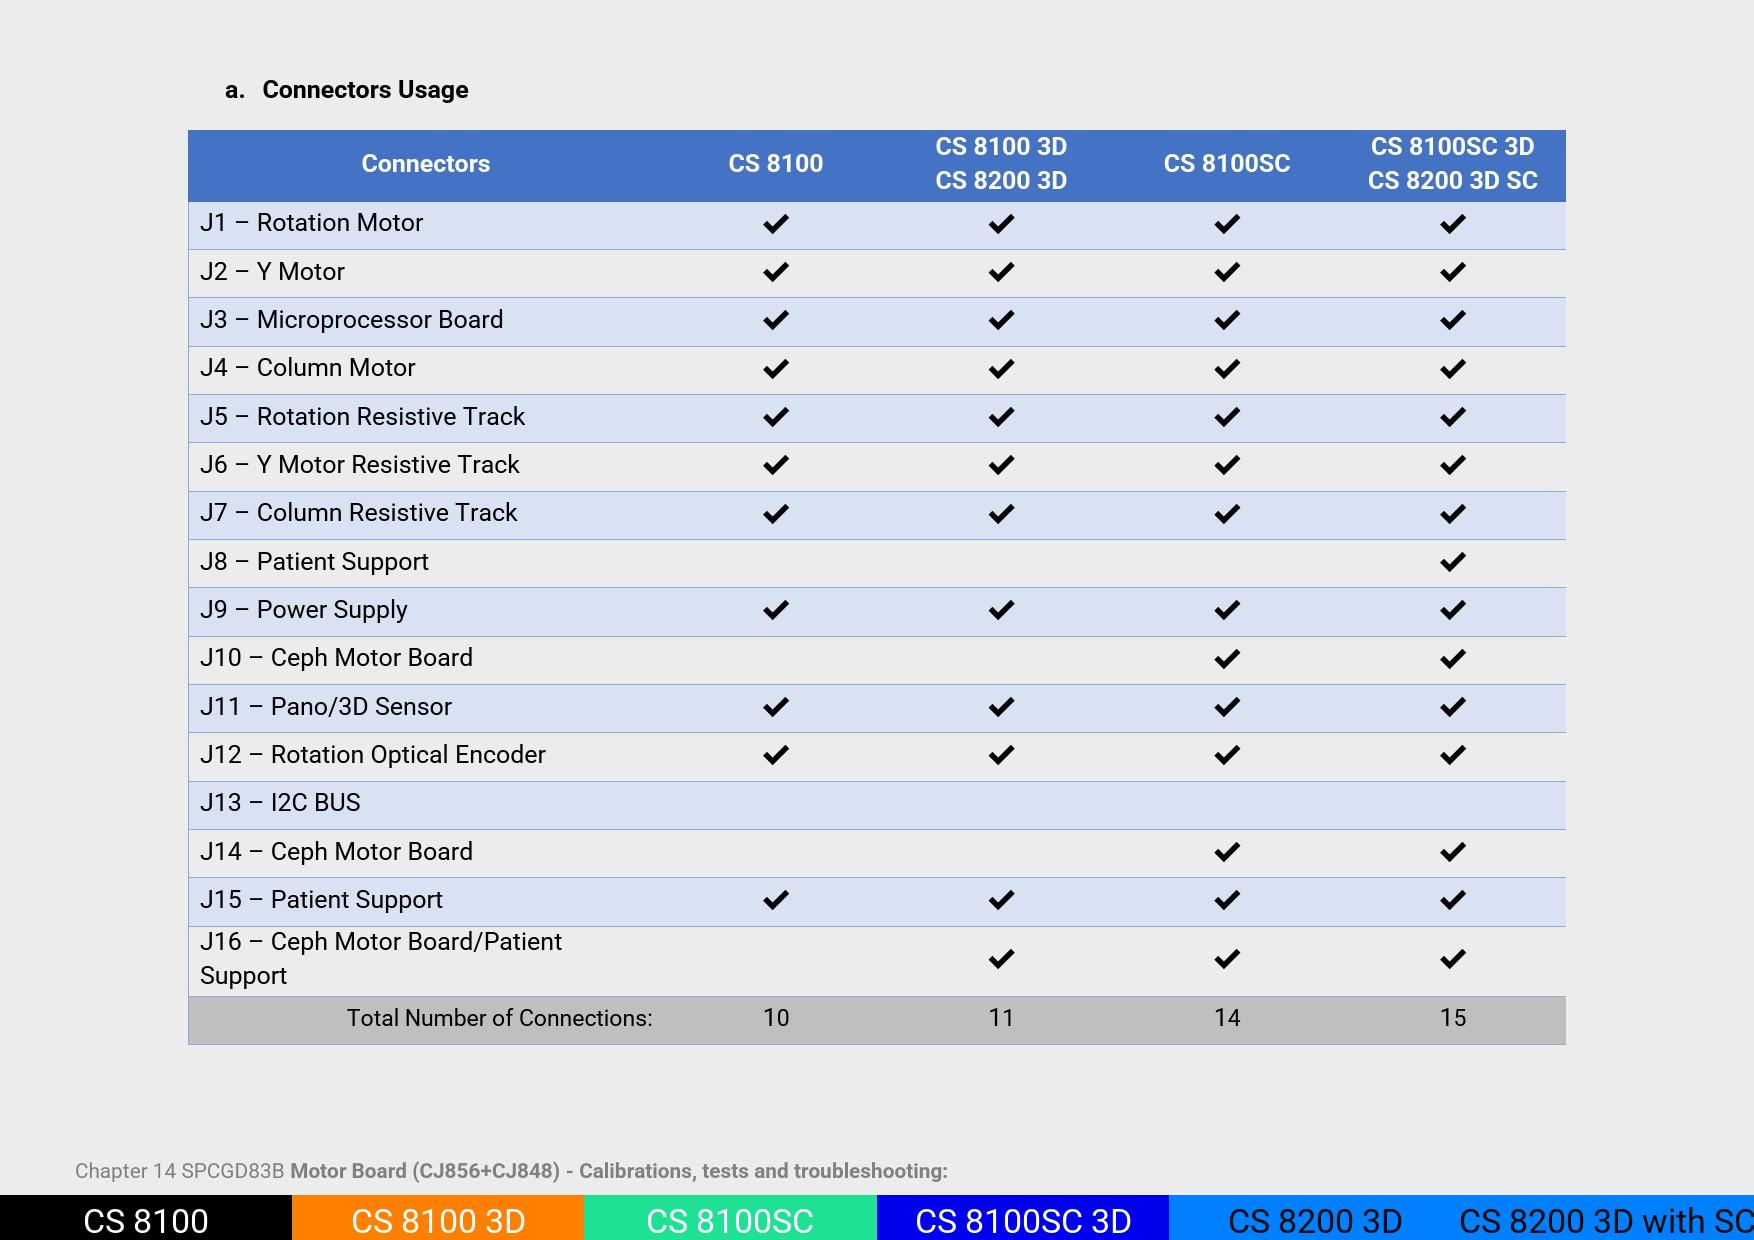 a. Connectors Usage
Connectors CS 8100 CS 8100 3D CS 8200 3D CS 8100SC CS 8100SC 3D CS 8200 3D SC
J1 – Rotation Motor ✓ ✓ ✓ ✓
J2 – Y Motor ✓ ✓ ✓ ✓
J3 – Microprocessor Board ✓ ✓ ✓ ✓
J4 – Column Motor ✓ ✓ ✓ ✓
J5 – Rotation Resistive Track ✓ ✓ ✓ ✓
J6 – Y Motor Resistive Track ✓ ✓ ✓ ✓
J7 – Column Resistive Track ✓ ✓ ✓ ✓
J8 – Patient Support ✓
J9 – Power Supply ✓ ✓ ✓ ✓
J10 – Ceph Motor Board ✓ ✓
J11 – Pano/3D Sensor ✓ ✓ ✓ ✓
J12 – Rotation Optical Encoder ✓ ✓ ✓ ✓
J13 – I2C BUS
J14 – Ceph Motor Board ✓ ✓
J15 – Patient Support ✓ ✓ ✓ ✓
J16 – Ceph Motor Board/Patient
Support ✓ ✓ ✓
Total Number of Connections: 10 11 14 15
Chapter 14 SPCGD83B Motor Board (CJ856+CJ848) - Calibrations, tests and troubleshooting:
CS 8100 CS 8100 3D CS 8100SC CS 8100SC 3D CS 8200 3D CS 8200 3D with SC